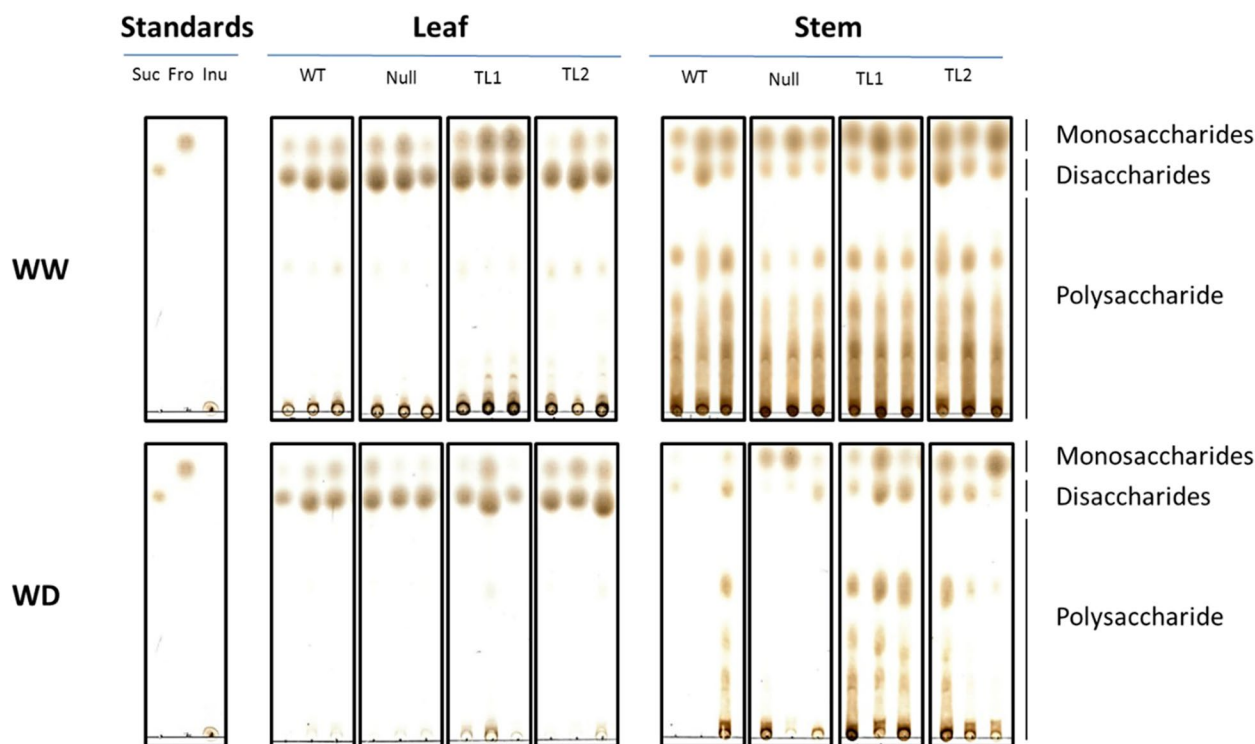 Standards Leaf Stem
Suc Fro Inu WT Null TL1 TL2 WT Null TL1 TL2
Monosaccharides
Disaccharides
WW
Polysaccharide
Monosaccharides
Disaccharides
WD
Polysaccharide